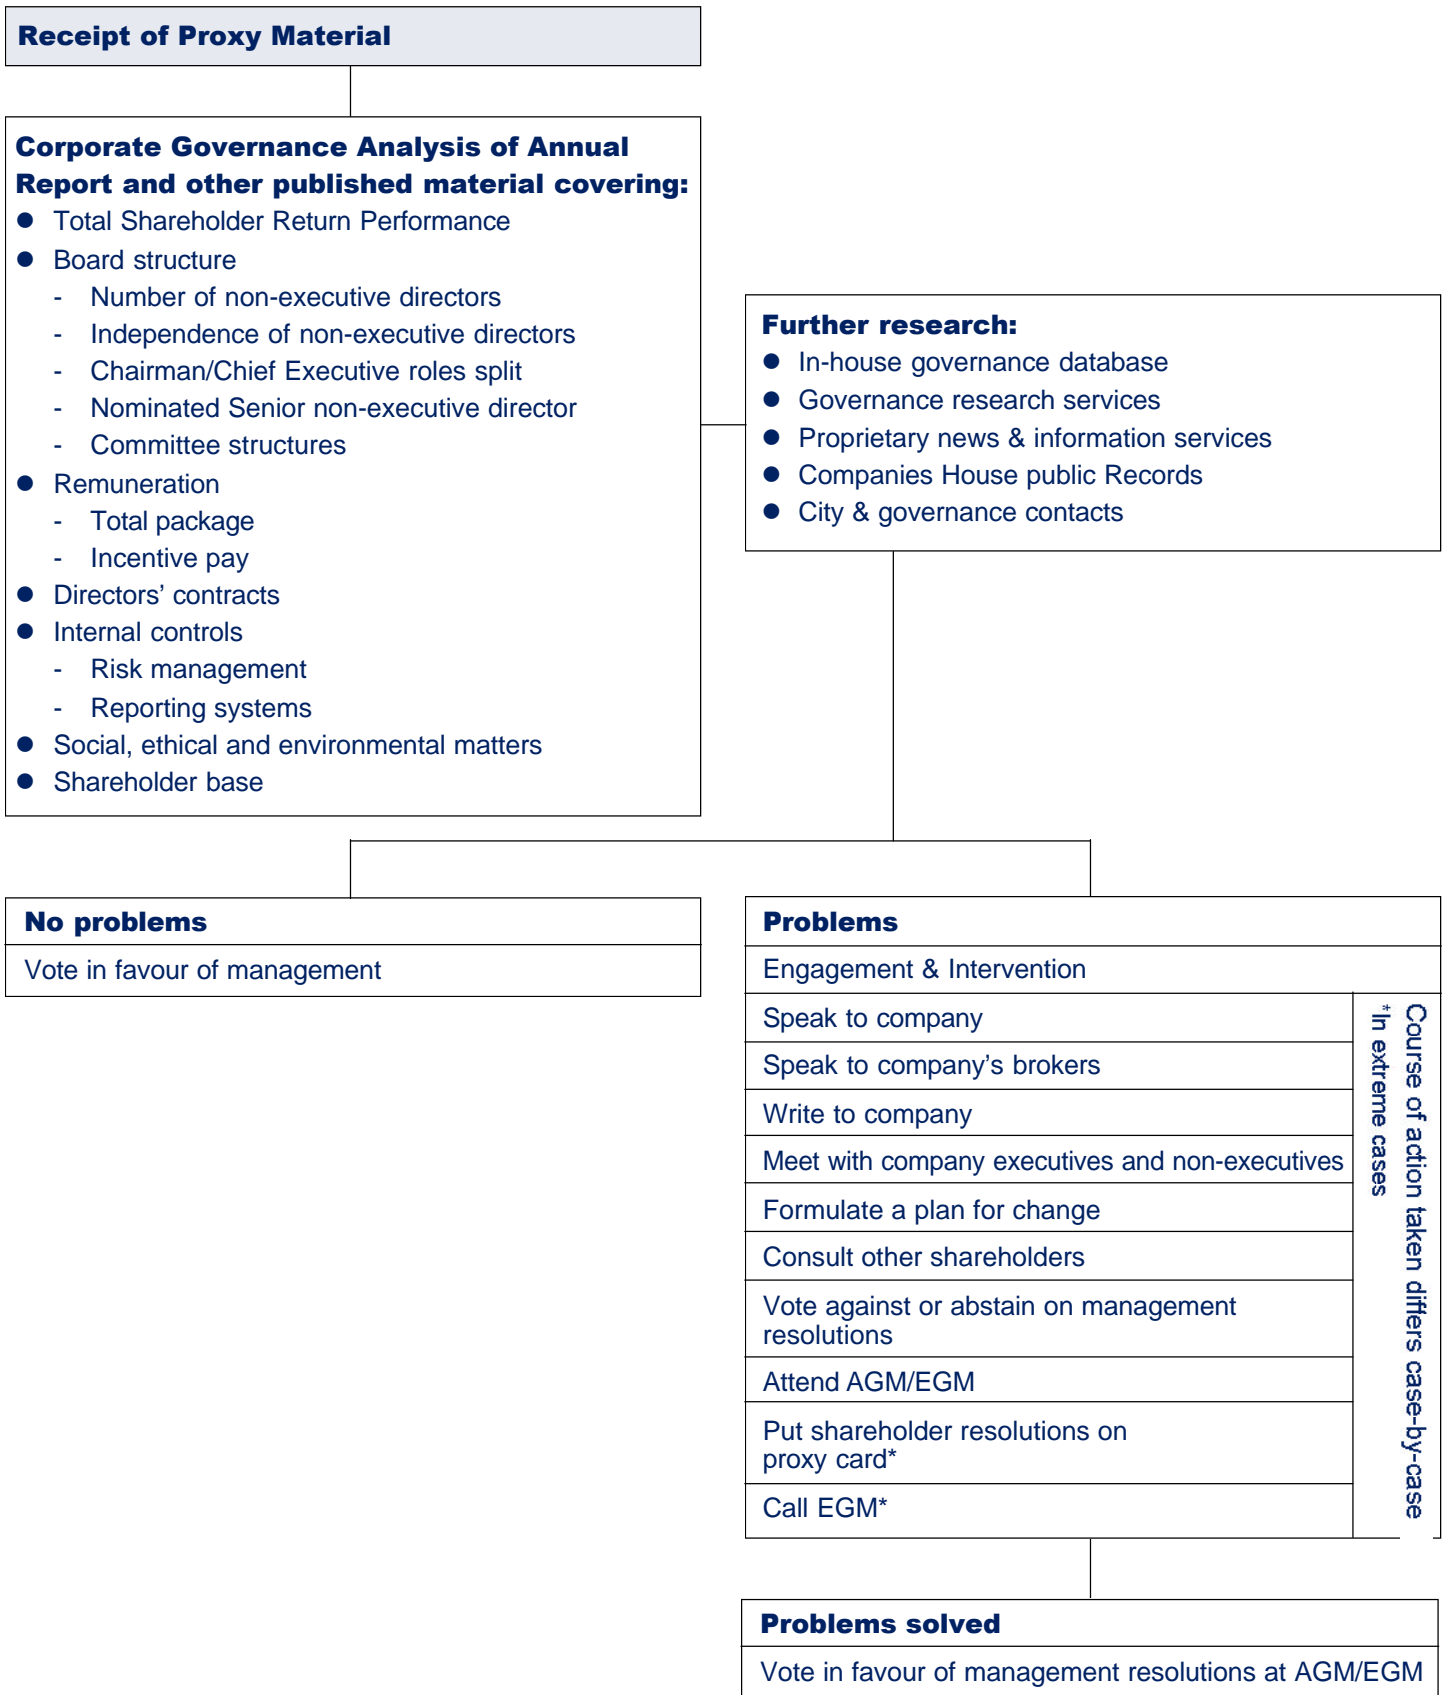 Receipt of Proxy Material
Corporate Governance Analysis of Annual
Report and other published material covering:
● Total Shareholder Return Performance
● Board structure
- Number of non-executive directors
- Independence of non-executive directors
- Chairman/Chief Executive roles split
- Nominated Senior non-executive director
- Committee structures
● Remuneration
- Total package
- Incentive pay
● Directors’ contracts
● Internal controls
- Risk management
- Reporting systems
● Social, ethical and environmental matters
● Shareholder base
Further research:
● In-house governance database
● Governance research services
● Proprietary news & information services
● Companies House public Records
● City & governance contacts
No problems
Vote in favour of management
Problems
Engagement & Intervention
Speak to company
Speak to company’s brokers
Write to company
Meet with company executives and non-executives
Formulate a plan for change
Consult other shareholders
Vote against or abstain on management
resolutions
Attend AGM/EGM
Put shareholder resolutions on
proxy card*
Call EGM*
Course of action taken differs case-by-case
*In extreme cases
Problems solved
Vote in favour of management resolutions at AGM/EGM